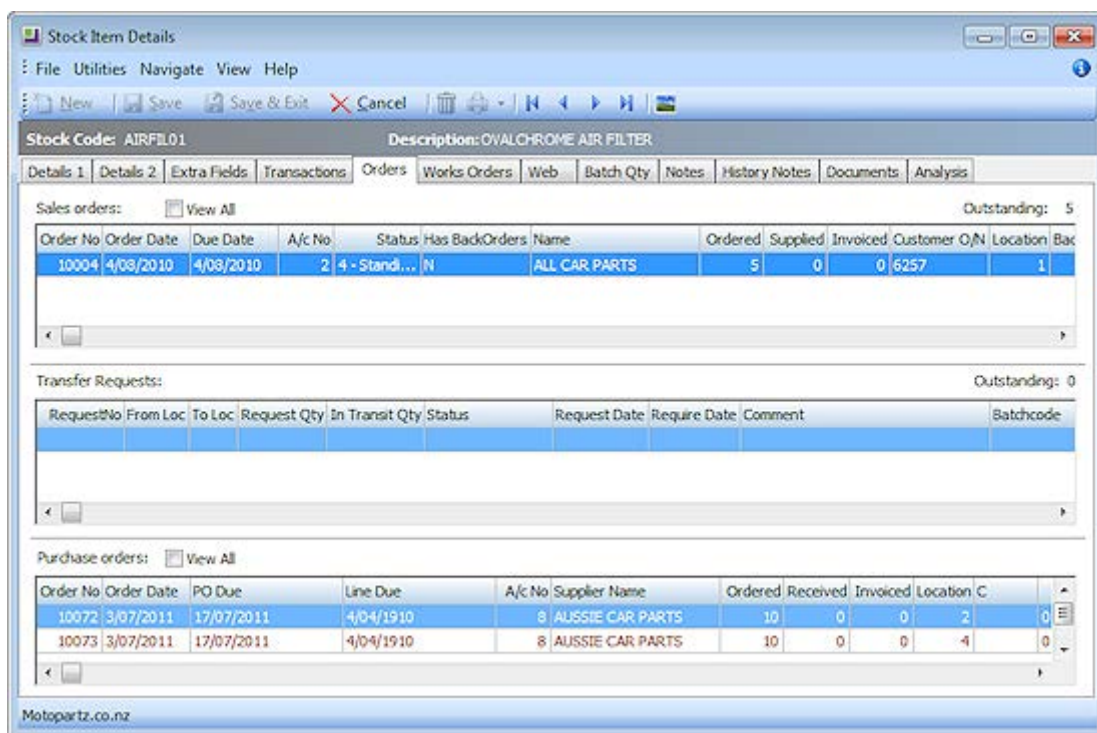 Stock Item Details
File Utilities Navigate View Help
New Save Save & Exit Cancel
Stock Code: AIRFIL01 Description: OVALCHROME AIR FILTER
Details 1 Details 2 Extra Fields Transactions Orders Works Orders Web Batch Qty Notes History Notes Documents Analysis
Sales orders: View All Outstanding: 5
Order No Order Date Due Date A/c No Status Has BackOrders Name Ordered Supplied Invoiced Customer O/N Location Bac
10004 4/08/2010 4/08/2010 2 4 - Standi... N ALL CAR PARTS 5 0 0 6257 1
Transfer Requests: Outstanding: 0
RequestNo From Loc To Loc Request Qty In Transit Qty Status Request Date Require Date Comment Batchcode
Purchase orders: View All
Order No Order Date PO Due Line Due A/c No Supplier Name Ordered Received Invoiced Location C
10072 3/07/2011 17/07/2011 4/04/1910 8 AUSSIE CAR PARTS 10 0 0 2 0
10073 3/07/2011 17/07/2011 4/04/1910 8 AUSSIE CAR PARTS 10 0 0 4 0
Motopartz.co.nz